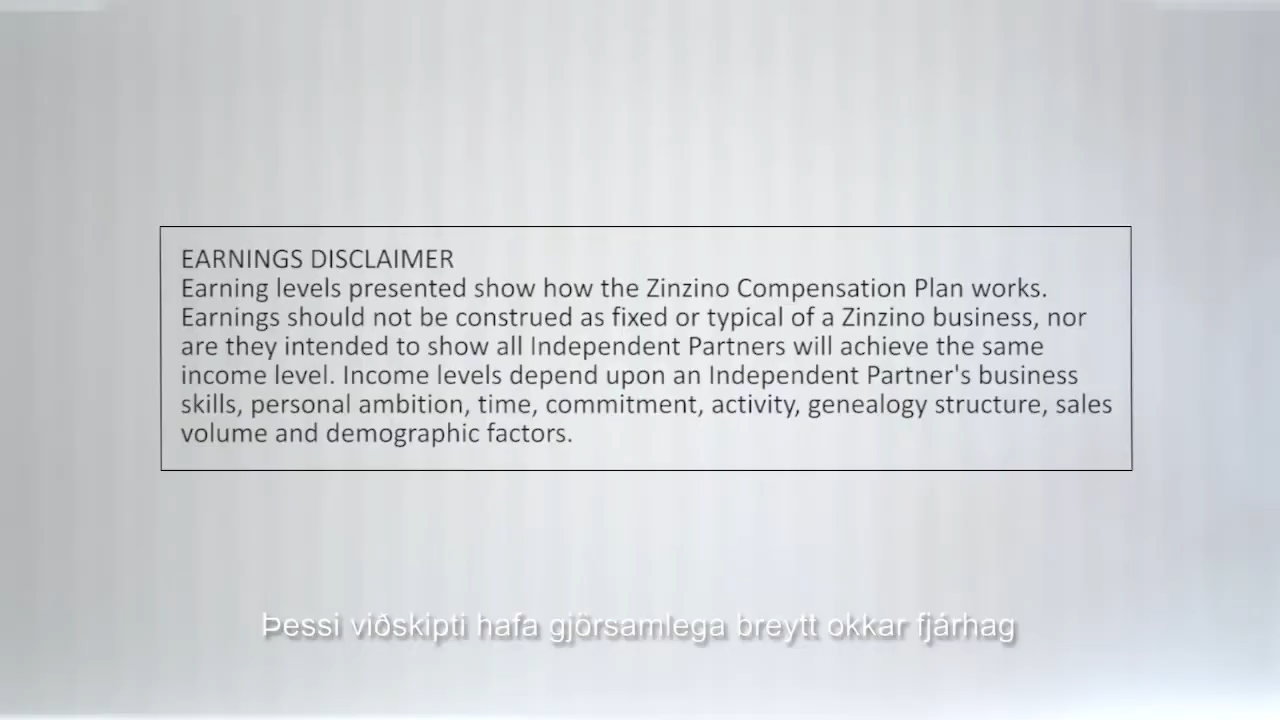 EARNINGS DISCLAIMER
Earning levels presented show how the Zinzino Compensation Plan works.
Earnings should not be construed as fixed or typical of a Zinzino business, nor
are they intended to show all Independent Partners will achieve the same
income level. Income levels depend upon an Independent Partner's business
skills, personal ambition, time, commitment, activity, genealogy structure, sales
volume and demographic factors.
Þessi viðskipti hafa gjörsamlega breytt okkar fjárhag